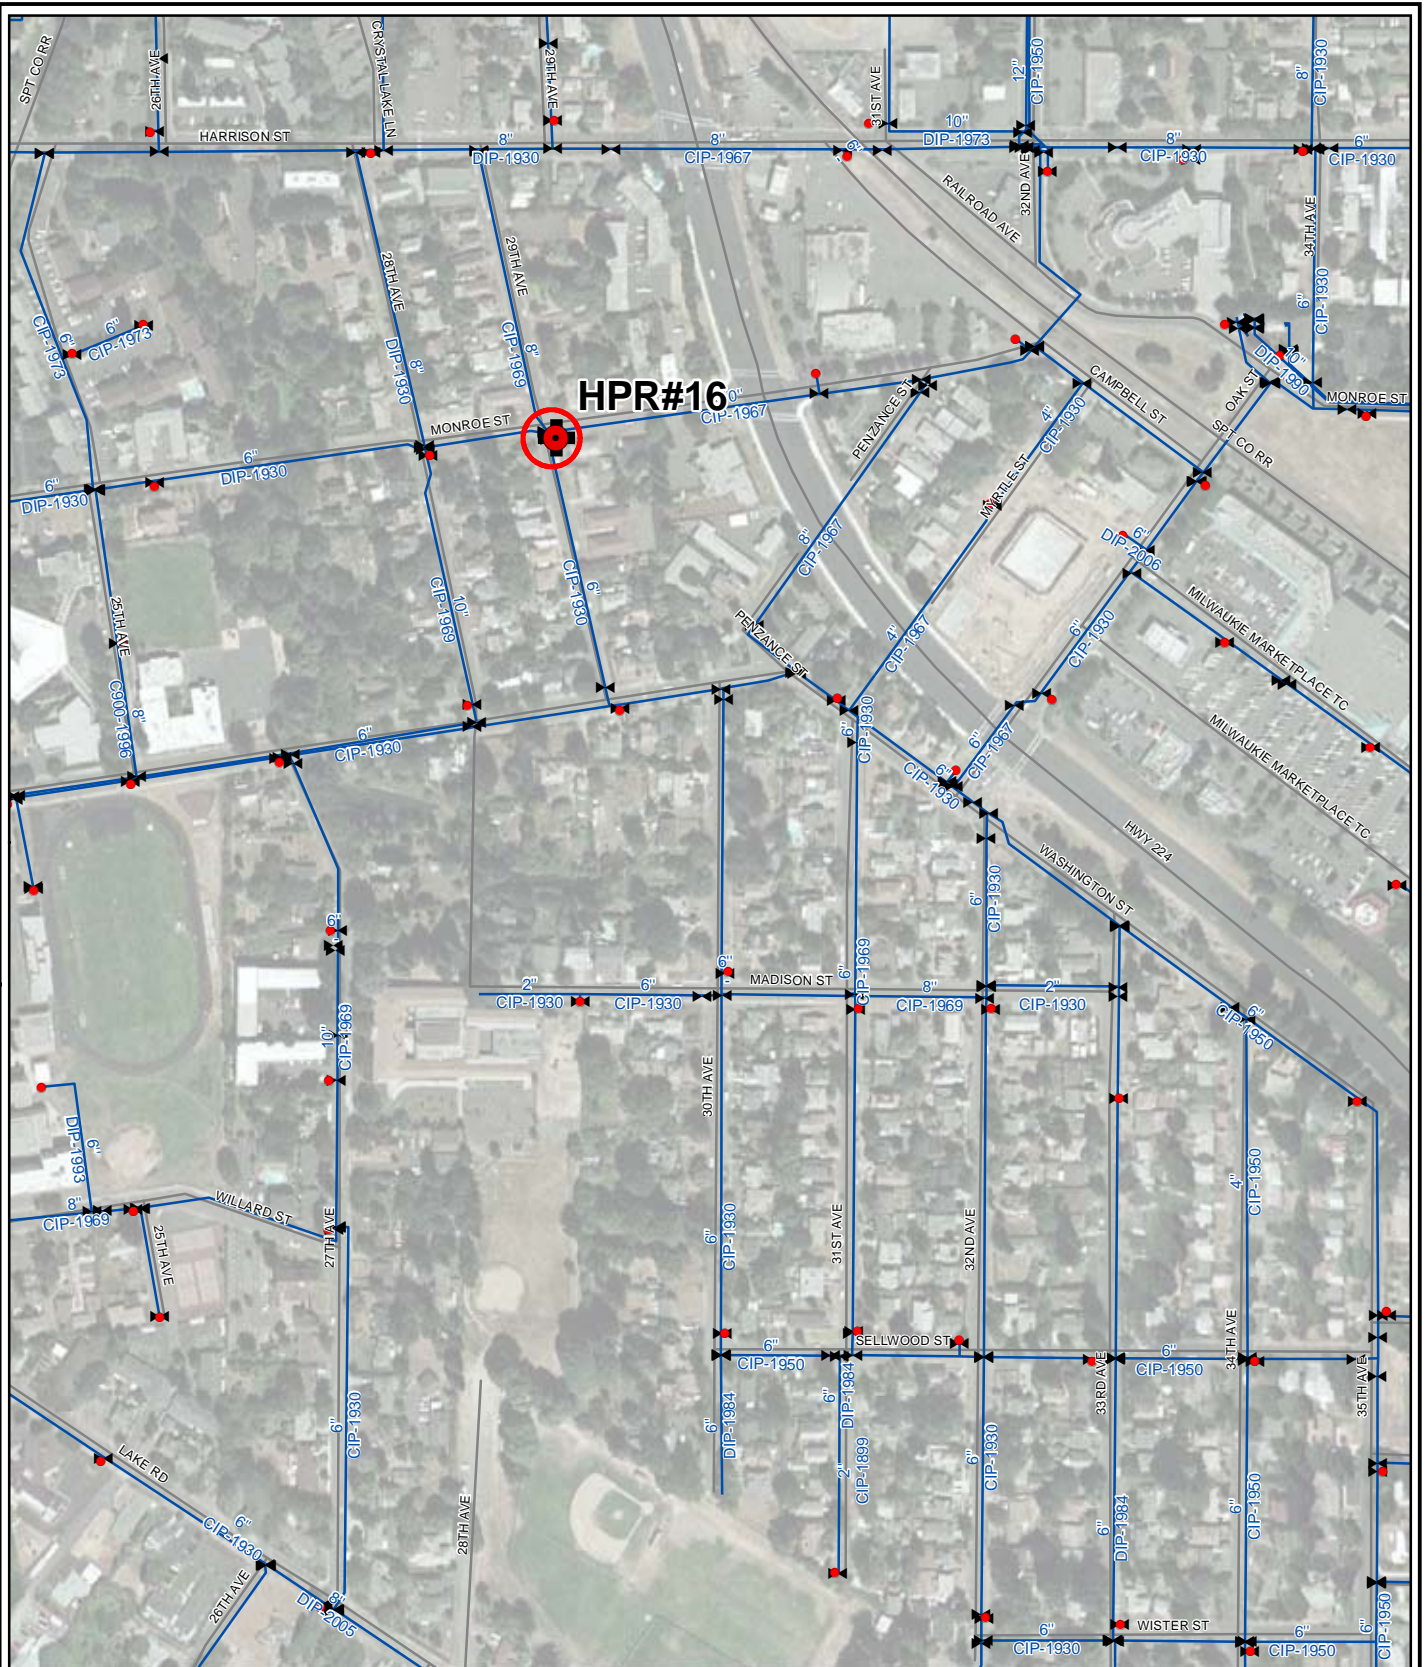 SPT CO RR
26TH AVE
CRYSTAL LAKE LN
29TH AVE
31ST AVE
12"
CIP-1950
8"
CIP-1930
HARRISON ST
8"
DIP-1930
8"
CIP-1967
6"
10"
DIP-1973
8"
CIP-1930
6"
CIP-1930
32ND AVE
RAILROAD AVE
34TH AVE
28TH AVE
29TH AVE
6"
CIP-1973
6"
CIP-1973
8"
DIP-1930
8"
CIP-1969
6"
CIP-1930
10"
DIP-1990
HPR#16
0"
CIP-1967
MONROE ST
PENZANCE ST
4"
CIP-1930
CAMPBELL ST
OAK ST
MONROE ST
SPT CO RR
6"
DIP-1930
6"
DIP-1930
MYRTLE ST
8"
CIP-1967
6"
DIP-2006
25TH AVE
10"
CIP-1969
6"
CIP-1930
PENZANCE ST
4"
CIP-1967
6"
CIP-1930
MILWAUKIE MARKETPLACE TC
MILWAUKIE MARKETPLACE TC
8"
C900-1996
6"
CIP-1930
6"
CIP-1930
6"
CIP-1930
6"
CIP-1967
HWY 224
WASHINGTON ST
6"
6"
CIP-1930
6"
MADISON ST
2"
CIP-1930
6"
CIP-1930
6"
CIP-1969
8"
CIP-1969
2"
CIP-1930
6"
CIP-1950
10"
CIP-1969
30TH AVE
6"
DIP-1993
8"
CIP-1969
WILLARD ST
25TH AVE
27TH AVE
6"
CIP-1930
31ST AVE
32ND AVE
4"
CIP-1950
SELLWOOD ST
6"
CIP-1950
6"
CIP-1950
33RD AVE
34TH AVE
35TH AVE
6"
DIP-1984
6"
DIP-1984
2"
CIP-1899
6"
CIP-1930
6"
CIP-1930
6"
DIP-1984
6"
CIP-1950
LAKE RD
6"
CIP-1930
28TH AVE
26TH AVE
8"
DIP-2005
WISTER ST
6"
CIP-1930
6"
CIP-1950
6"
CIP-1950